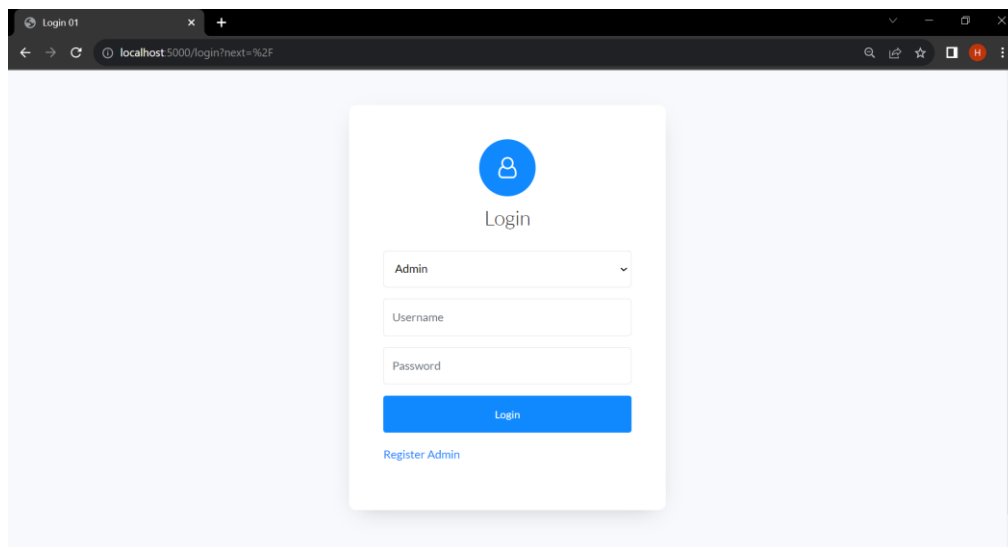 Login 01
localhost:5000/login?next=%2F
H
Login
Admin
Username
Password
Login
Register Admin